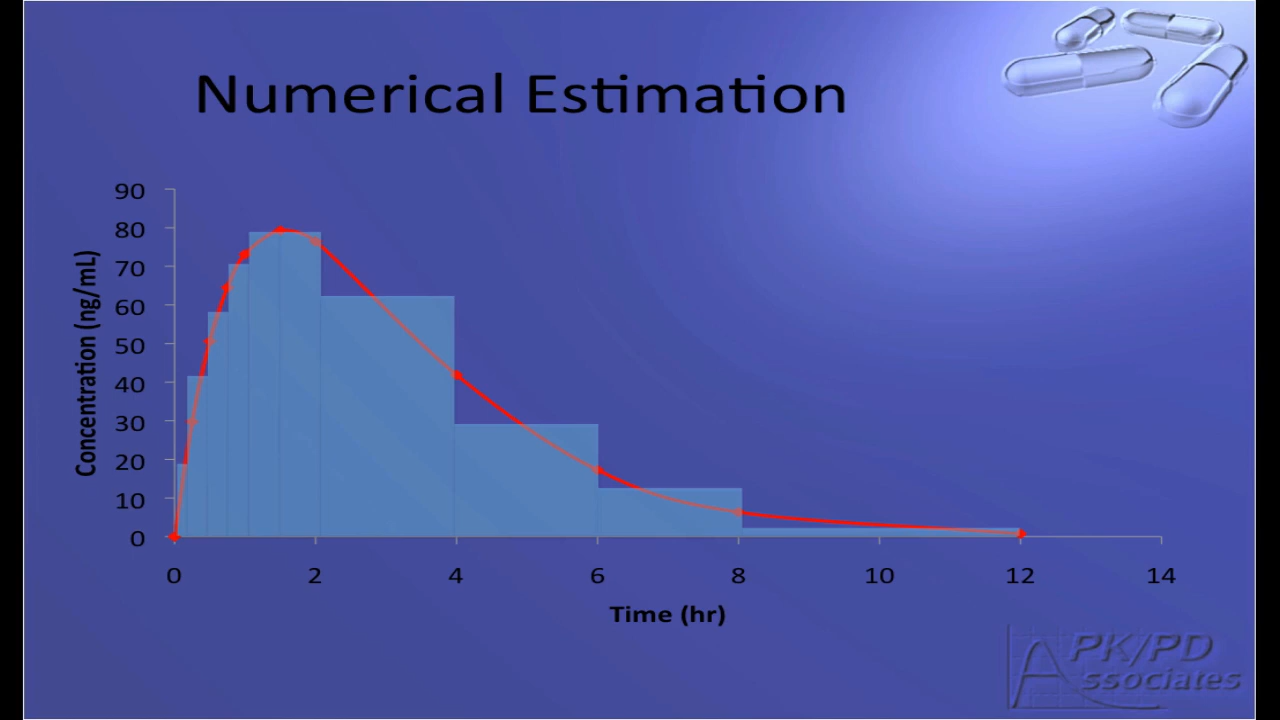 Numerical Estimation
90
80
70
60
50
40
30
20
10
0
Concentration (ng/mL)
0 2 4 6 8 10 12 14
Time (hr)
PK/PD
Associates